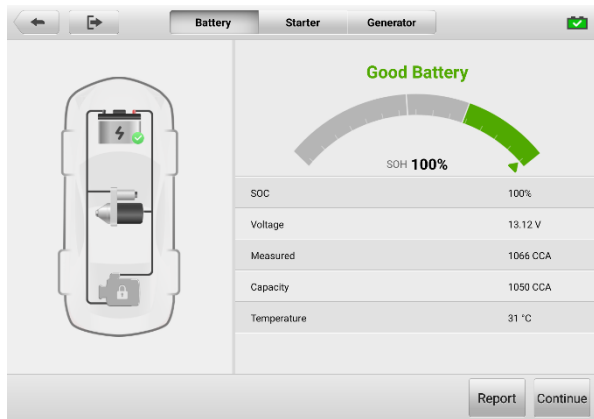 Battery Starter Generator
Good Battery
SOH 100%
SOC 100%
Voltage 13.12 V
Measured 1066 CCA
Capacity 1050 CCA
Temperature 31 °C
Report Continue